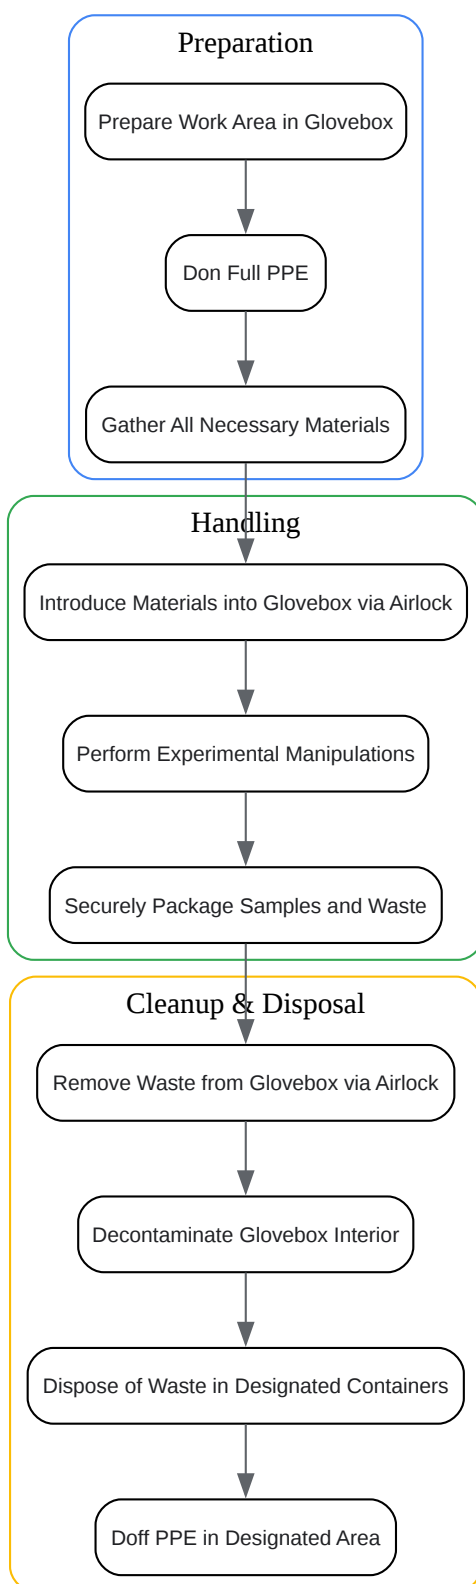 Preparation
Prepare Work Area in Glovebox
Don Full PPE
Gather All Necessary Materials
Handling
Introduce Materials into Glovebox via Airlock
Perform Experimental Manipulations
Securely Package Samples and Waste
Cleanup & Disposal
Remove Waste from Glovebox via Airlock
Decontaminate Glovebox Interior
Dispose of Waste in Designated Containers
Doff PPE in Designated Area